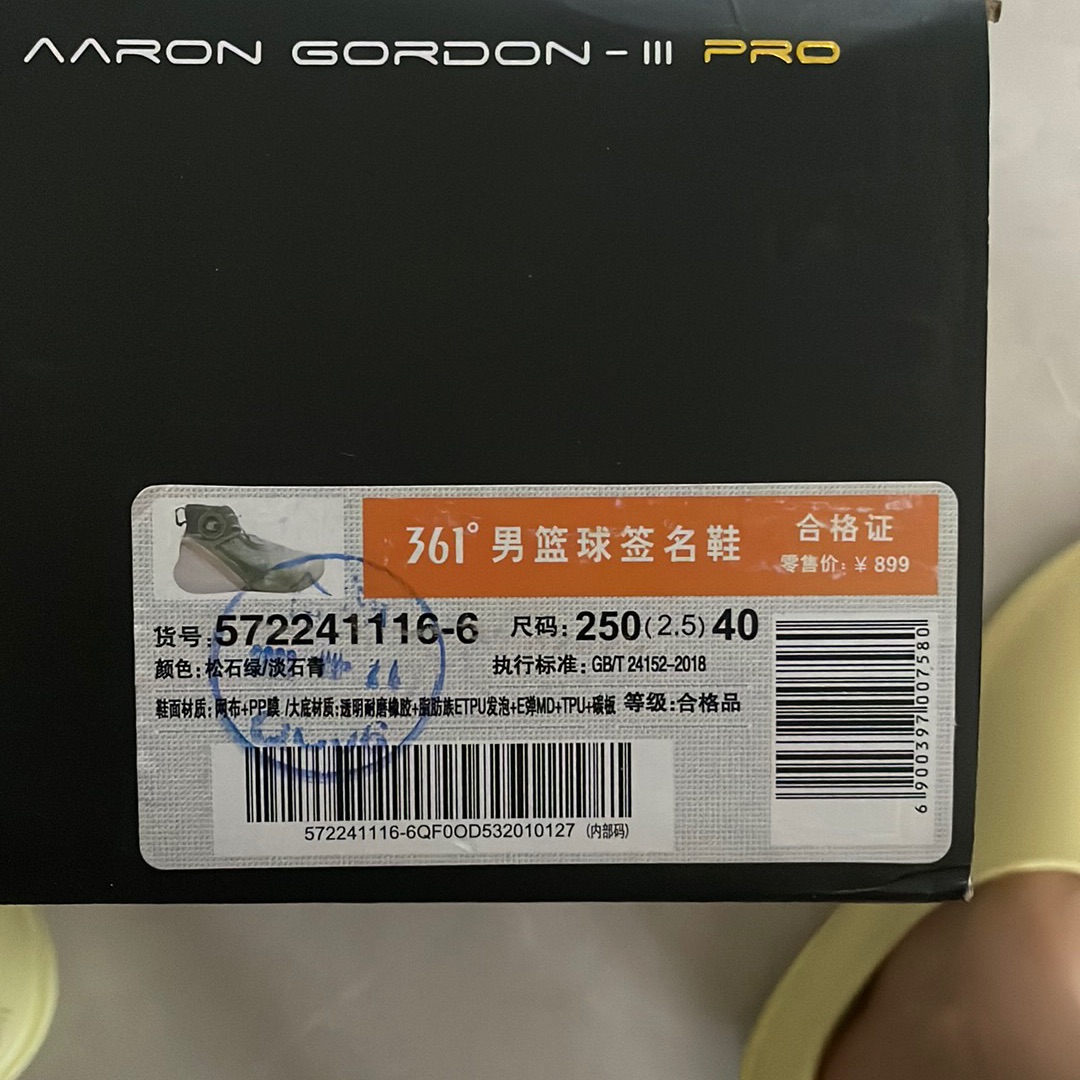 AARON GORDON-III PRO
361° 男篮球签名鞋
合格证
零售价：￥899
货号:572241116-6 尺码:250(2.5)40
颜色:松石绿/淡石青 执行标准:GB/T 24152-2018
鞋面材质:网布+PP膜/大底材质:透明耐磨橡胶+脂肪族ETPU发泡+E弹MD+TPU+碳板 等级:合格品
572241116-6QF0OD532010127 (内部码)
6900397007580